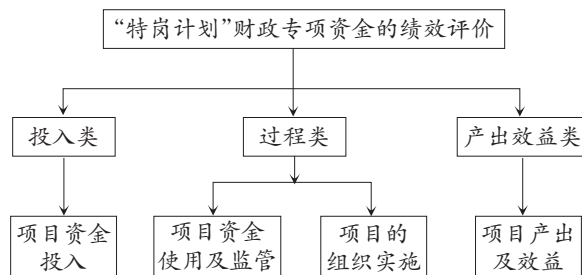 “特岗计划”财政专项资金的绩效评价
投入类
过程类
产出效益类
项目资金
投入
项目资金
使用及监管
项目的
组织实施
项目产出
及效益